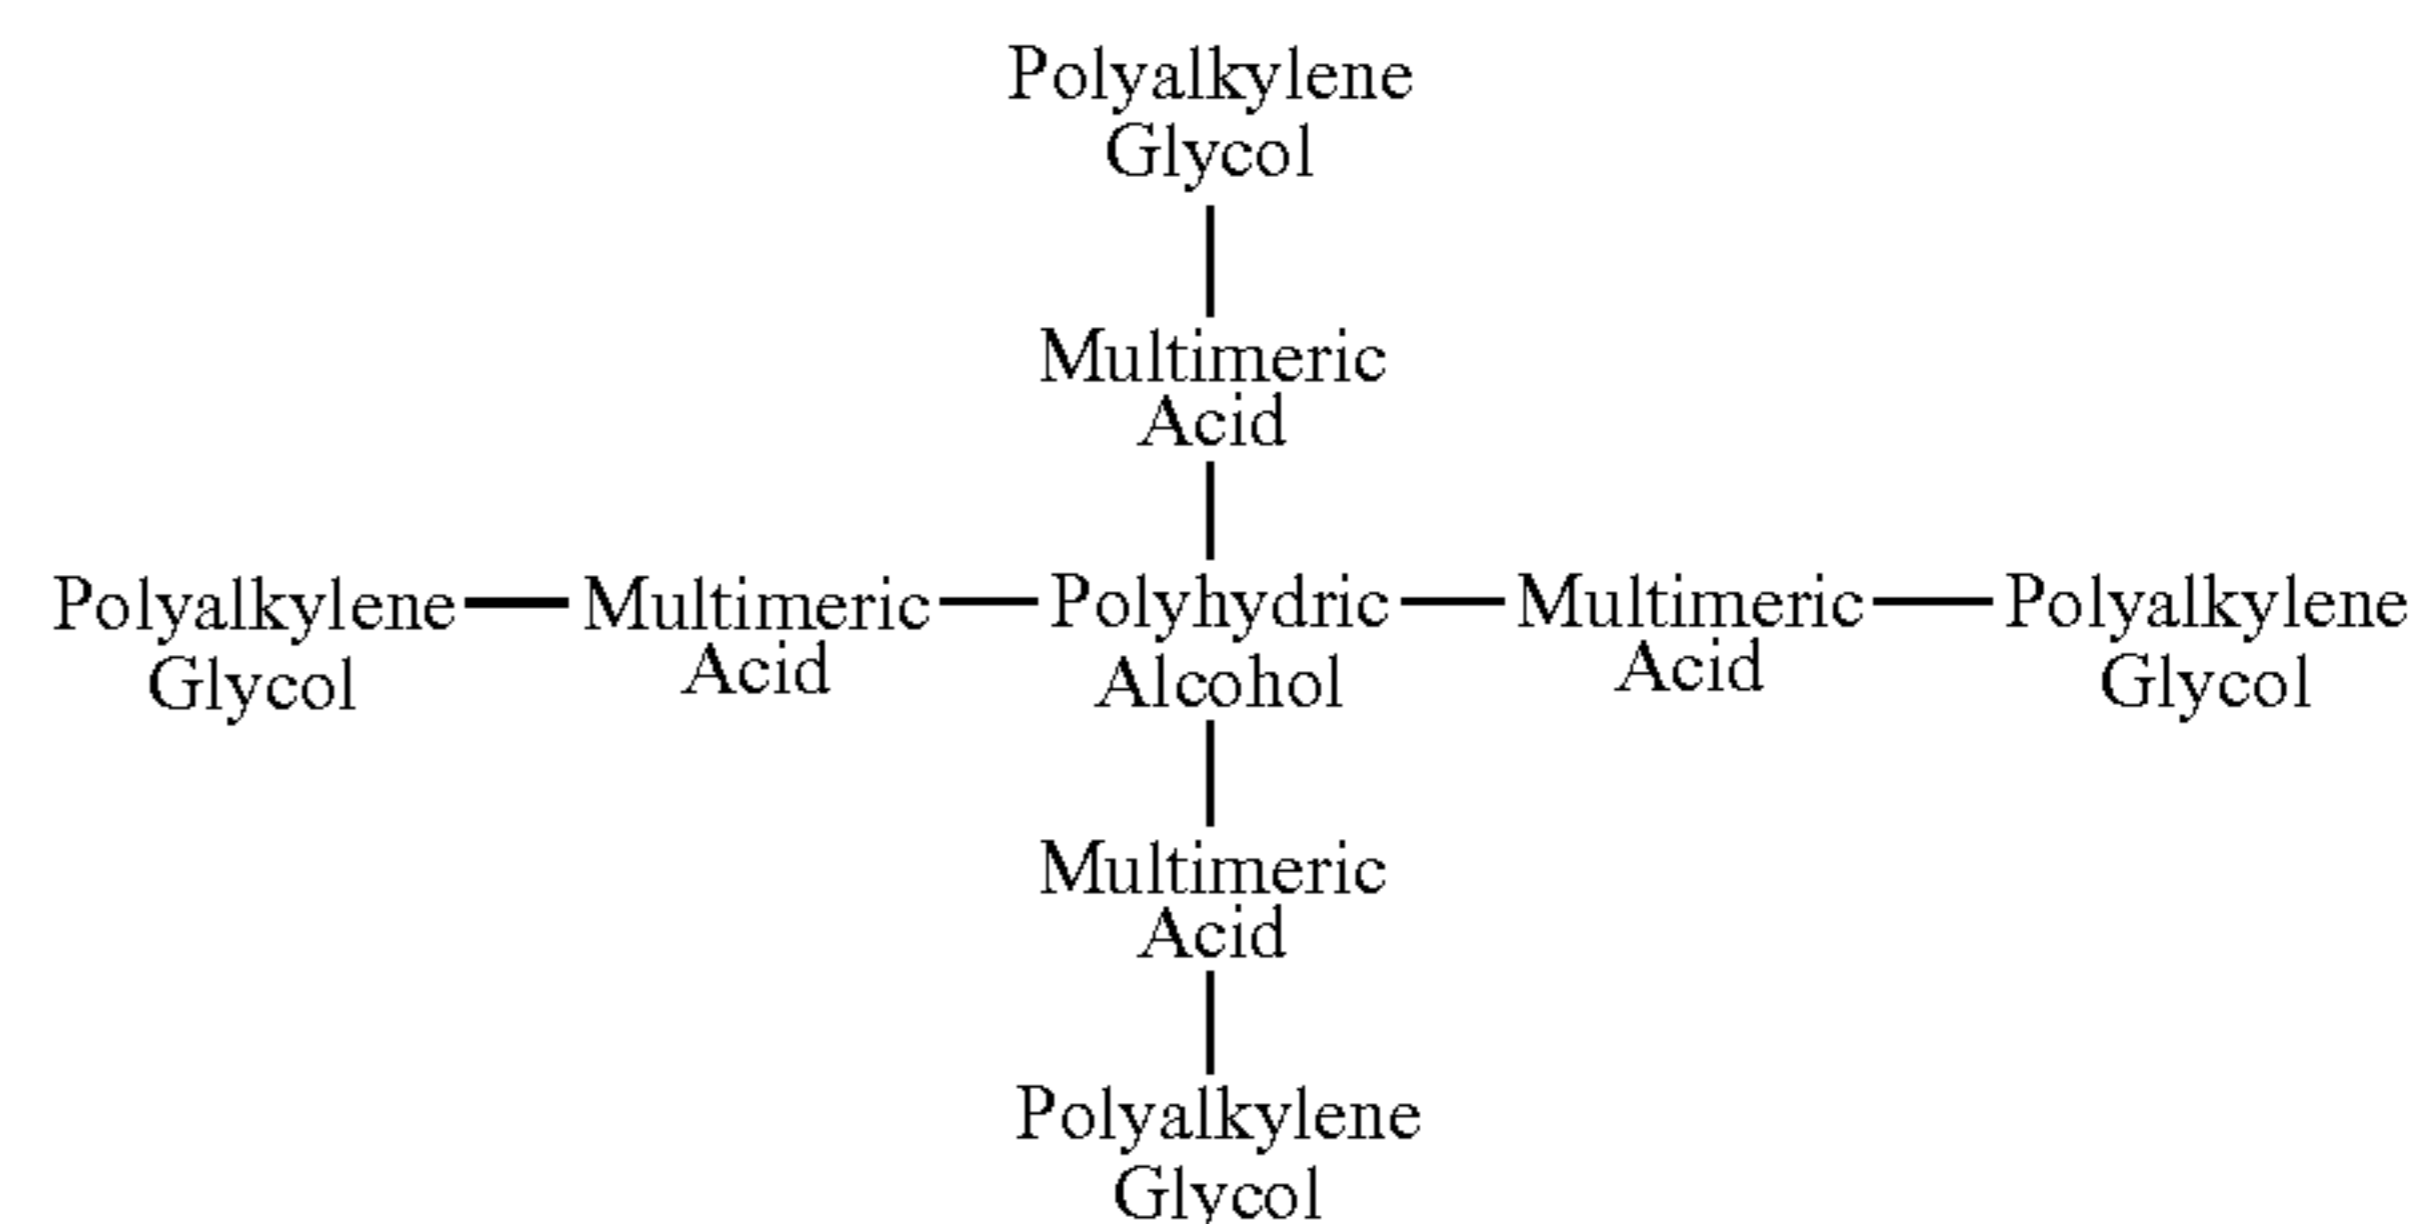 Polyalkylene
Glycol
Multimeric
Acid
Polyalkylene Multimeric Polyhydric Multimeric Polyalkylene
Glycol Acid Alcohol Acid Glycol
Multimeric
Acid
Polyalkylene
Glycol